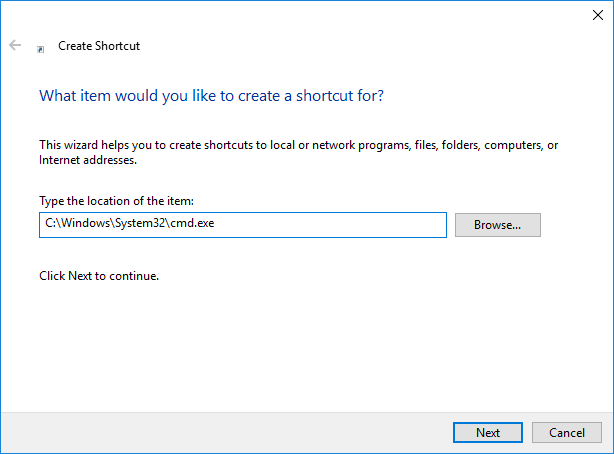 Create Shortcut
What item would you like to create a shortcut for?
This wizard helps you to create shortcuts to local or network programs, files, folders, computers, or
Internet addresses.
Type the location of the item:
C:\Windows\System32\cmd.exe
Browse...
Click Next to continue.
Next
Cancel